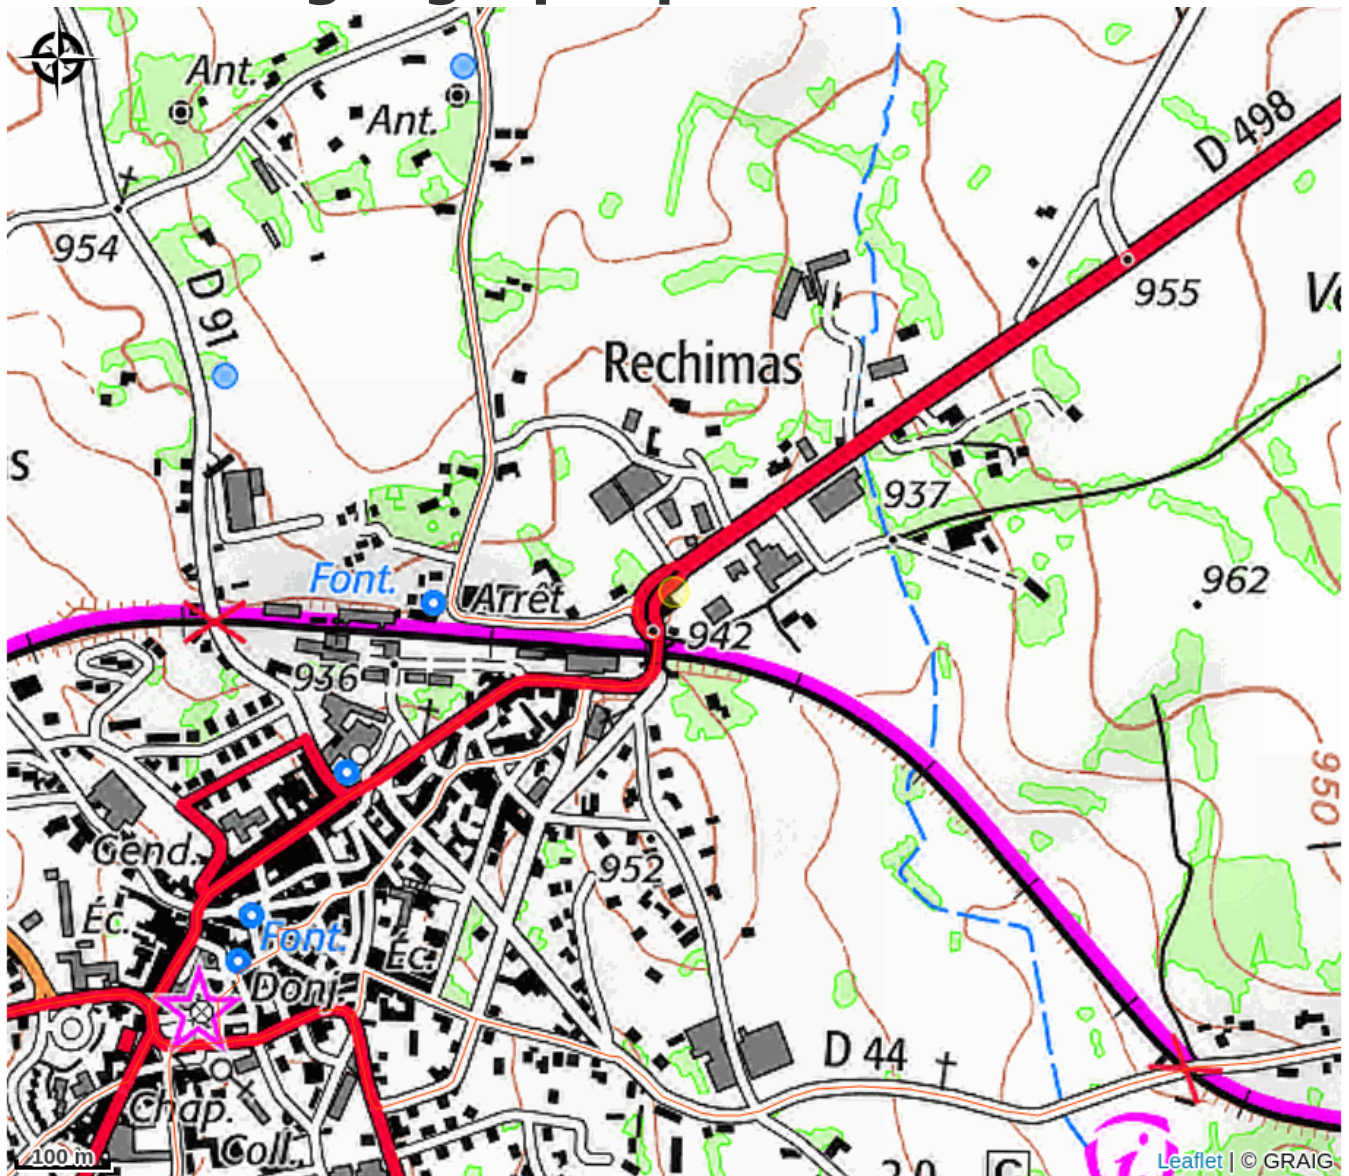 Ant.
Ant.
D 498
954
D 91
955
Rechimas
s
937
Font.
Arrêt
962
942
936
950
Gend.
952
Éc.
Font.
Éc.
Donj.
D 44
Chap.
Coll.
100 m
Leaflet | © GRAIG